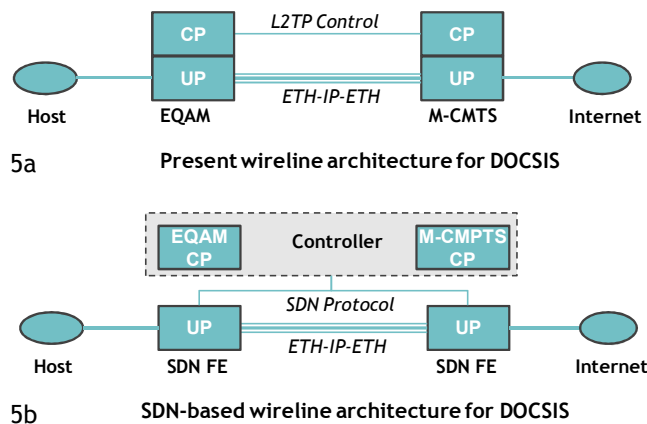 L2TP Control
CP
CP
UP
UP
ETH-IP-ETH
Host
EQAM
M-CMTS
Internet
5a
Present wireline architecture for DOCSIS
EQAM
CP
Controller
M-CMPTS
CP
SDN Protocol
UP
UP
ETH-IP-ETH
Host
SDN FE
SDN FE
Internet
5b
SDN-based wireline architecture for DOCSIS